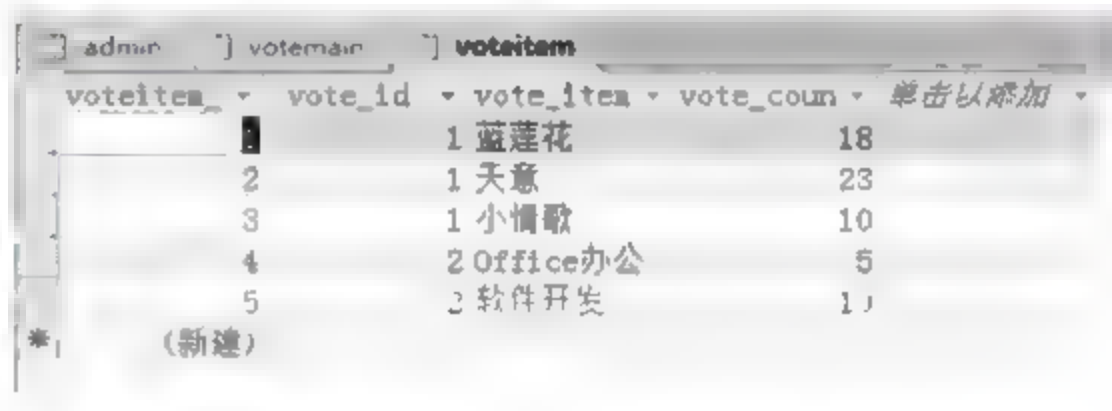 admin votemain voteitem
voteitem_ vote_id vote_item vote_coun 单击以添加
1 蓝莲花 18
2 1 天意 23
3 1 小情歌 10
4 2 Office办公 5
5 2 软件开发
* (新建)